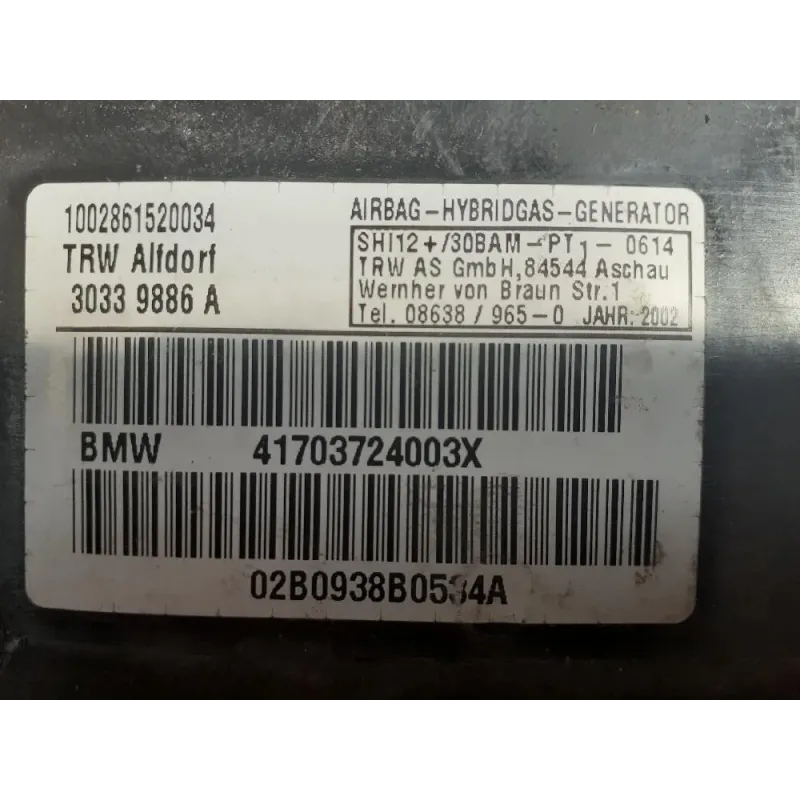 1002861520034
TRW Alfdorf
3033 9886 A
AIRBAG-HYBRIDGAS-GENERATOR
SHI12+/30BAM-PT1-0614
TRW AS GmbH,84544 Aschau
Wernher von Braun Str.1
Tel. 08638 / 965-0 JAHR: 2002
BMW 41703724003X
02B0938B0534A